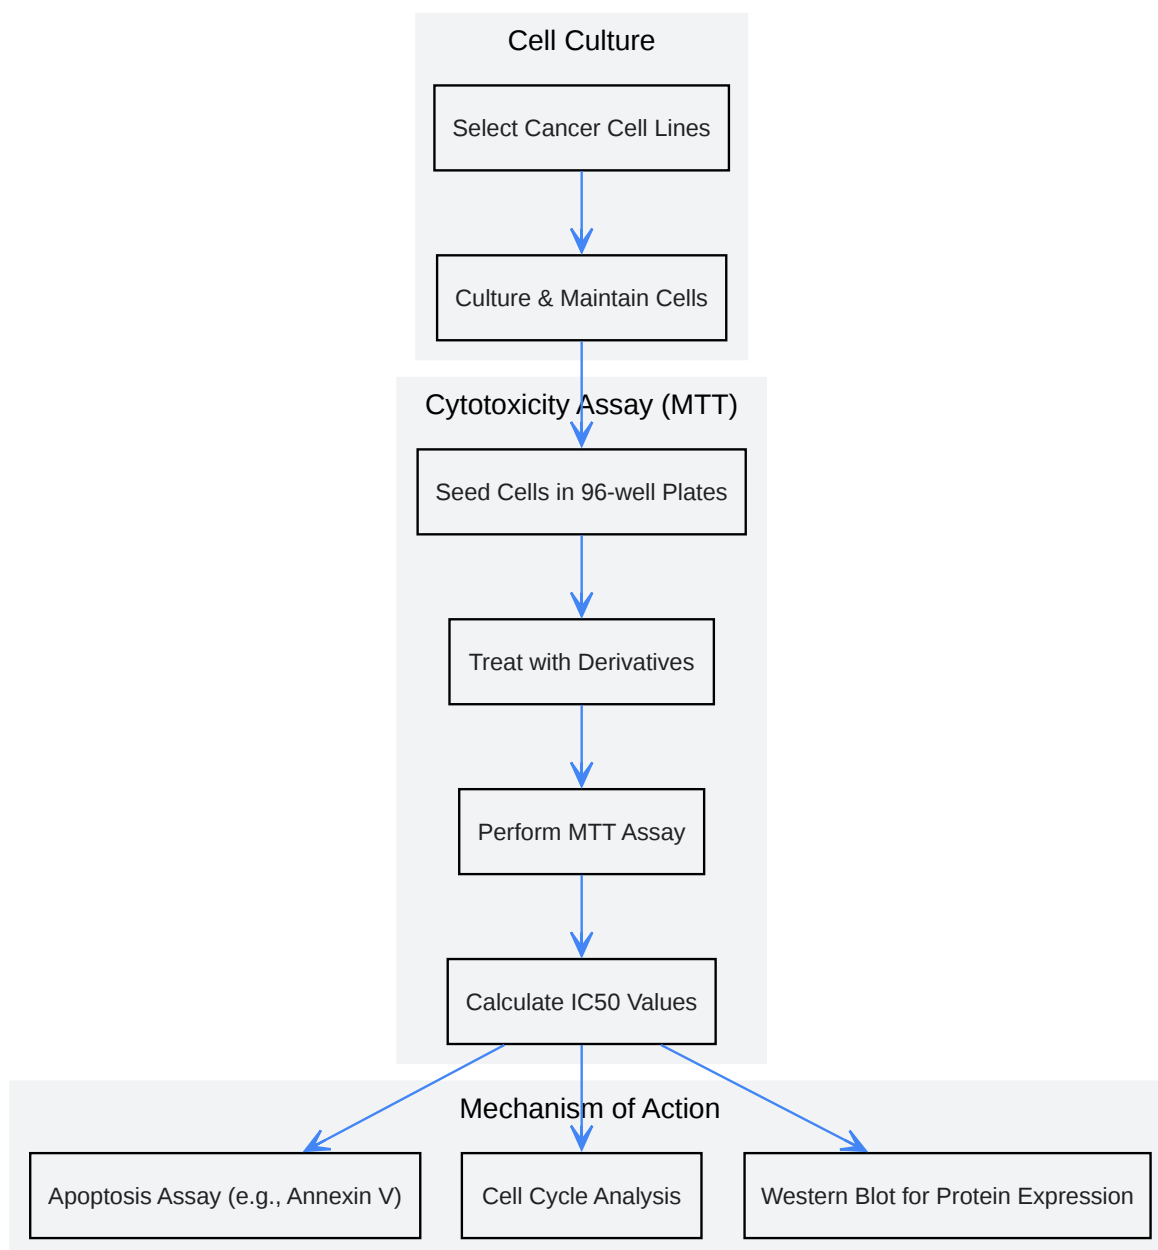 Cell Culture
Select Cancer Cell Lines
Culture & Maintain Cells
Cytotoxicity Assay (MTT)
Seed Cells in 96-well Plates
Treat with Derivatives
Perform MTT Assay
Calculate IC50 Values
Mechanism of Action
Apoptosis Assay (e.g., Annexin V)
Cell Cycle Analysis
Western Blot for Protein Expression